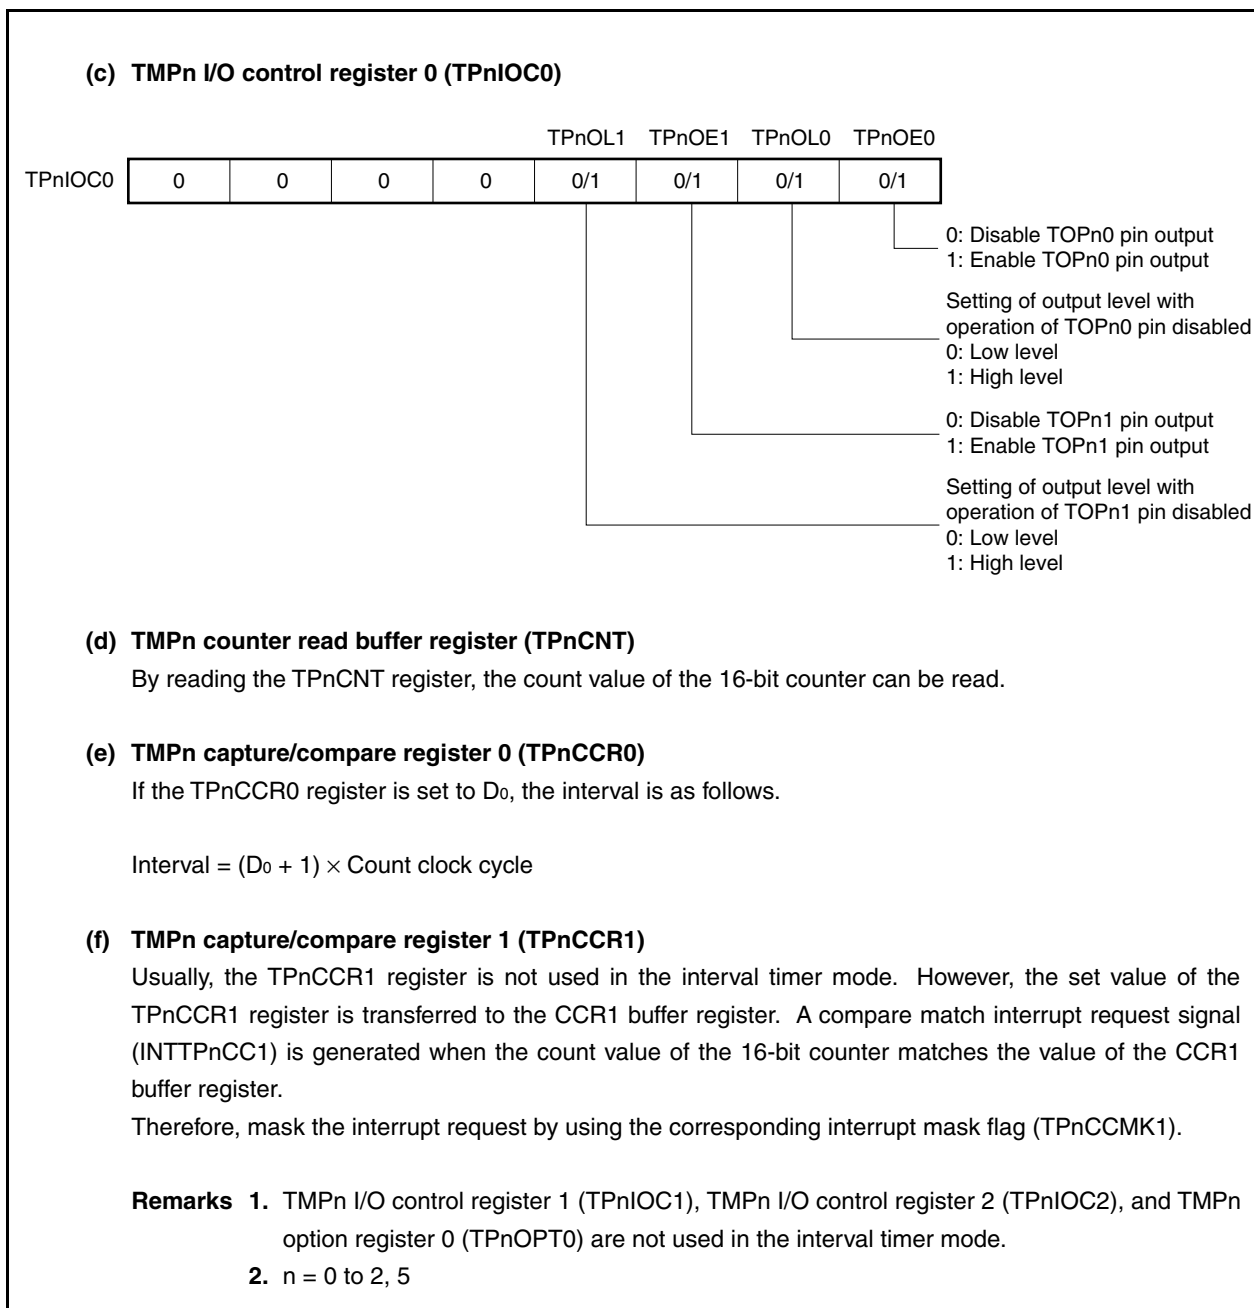 (c) TMPn I/O control register 0 (TPnIOC0)
TPnOL1 TPnOE1 TPnOL0 TPnOE0
TPnIOC0 0 0 0 0 0/1 0/1 0/1 0/1
0: Disable TOPn0 pin output
1: Enable TOPn0 pin output
Setting of output level with
operation of TOPn0 pin disabled
0: Low level
1: High level
0: Disable TOPn1 pin output
1: Enable TOPn1 pin output
Setting of output level with
operation of TOPn1 pin disabled
0: Low level
1: High level
(d) TMPn counter read buffer register (TPnCNT)
By reading the TPnCNT register, the count value of the 16-bit counter can be read.
(e) TMPn capture/compare register 0 (TPnCCR0)
If the TPnCCR0 register is set to D0, the interval is as follows.
Interval = (D0 + 1) × Count clock cycle
(f) TMPn capture/compare register 1 (TPnCCR1)
Usually, the TPnCCR1 register is not used in the interval timer mode. However, the set value of the
TPnCCR1 register is transferred to the CCR1 buffer register. A compare match interrupt request signal
(INTTPnCC1) is generated when the count value of the 16-bit counter matches the value of the CCR1
buffer register.
Therefore, mask the interrupt request by using the corresponding interrupt mask flag (TPnCCMK1).
Remarks 1. TMPn I/O control register 1 (TPnIOC1), TMPn I/O control register 2 (TPnIOC2), and TMPn
option register 0 (TPnOPT0) are not used in the interval timer mode.
2. n = 0 to 2, 5